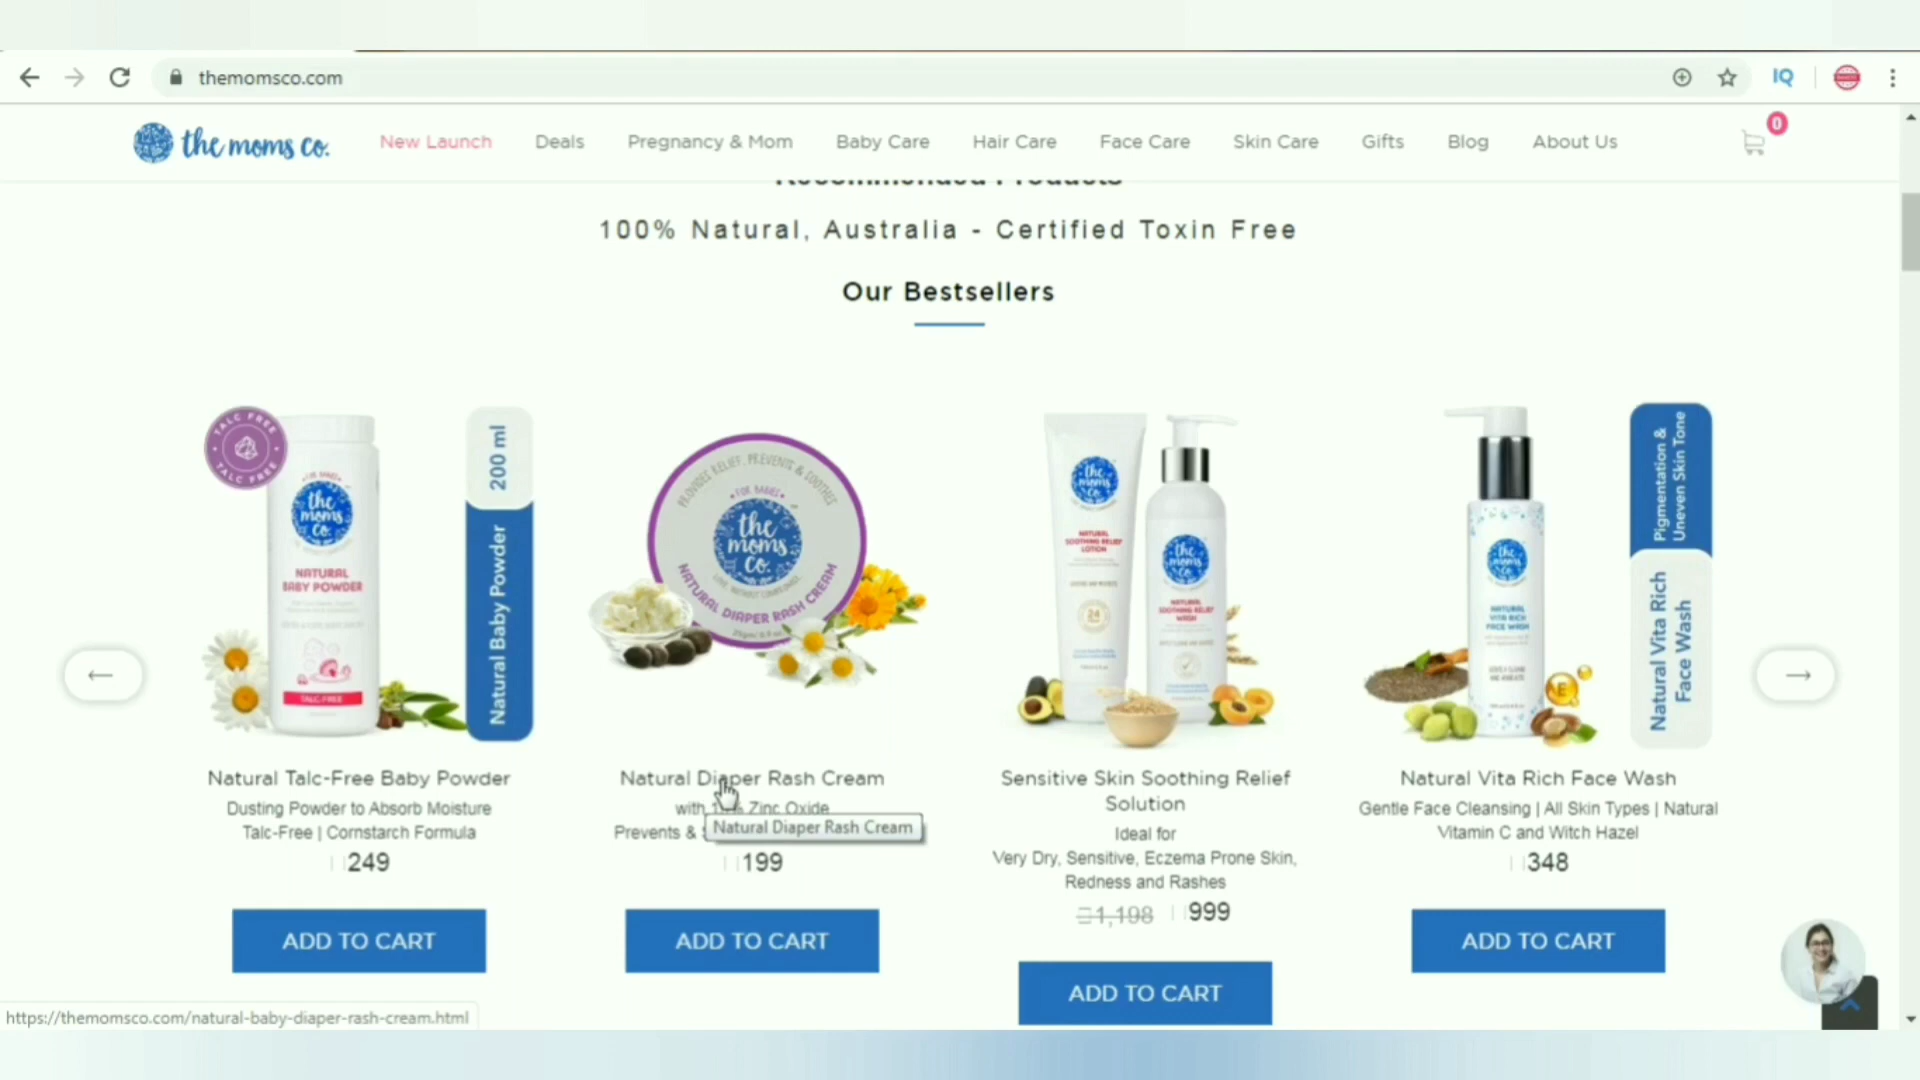 themomsco.com
IQ
the moms co.
New Launch
Deals
Pregnancy & Mom
Baby Care
Hair Care
Face Care
Skin Care
Gifts
Blog
About Us
0
Recommended Products
100% Natural, Australia - Certified Toxin Free
Our Bestsellers
TALC FREE
TALC FREE
the
moms
co.
NATURAL
BABY POWDER
TALC-FREE
200 ml
Natural Baby Powder
PROVIDES RELIEF, PREVENTS & SOOTHES
FOR BABIES
the
moms
co.
NATURAL DIAPER RASH CREAM
the
moms
co.
NATURAL
SOOTHING RELIEF
LOTION
24
the
moms
co.
NATURAL
SOOTHING RELIEF
WASH
the
moms
co.
NATURAL
VITA RICH
FACE WASH
E
Pigmentation &
Uneven Skin Tone
Natural Vita Rich
Face Wash
Natural Talc-Free Baby Powder
Dusting Powder to Absorb Moisture
Talc-Free | Cornstarch Formula
249
ADD TO CART
Natural Diaper Rash Cream
with Zinc Oxide
Prevents &
Natural Diaper Rash Cream
199
ADD TO CART
Sensitive Skin Soothing Relief
Solution
Ideal for
Very Dry, Sensitive, Eczema Prone Skin,
Redness and Rashes
1,198 999
ADD TO CART
Natural Vita Rich Face Wash
Gentle Face Cleansing | All Skin Types | Natural
Vitamin C and Witch Hazel
348
ADD TO CART
https://themomsco.com/natural-baby-diaper-rash-cream.html